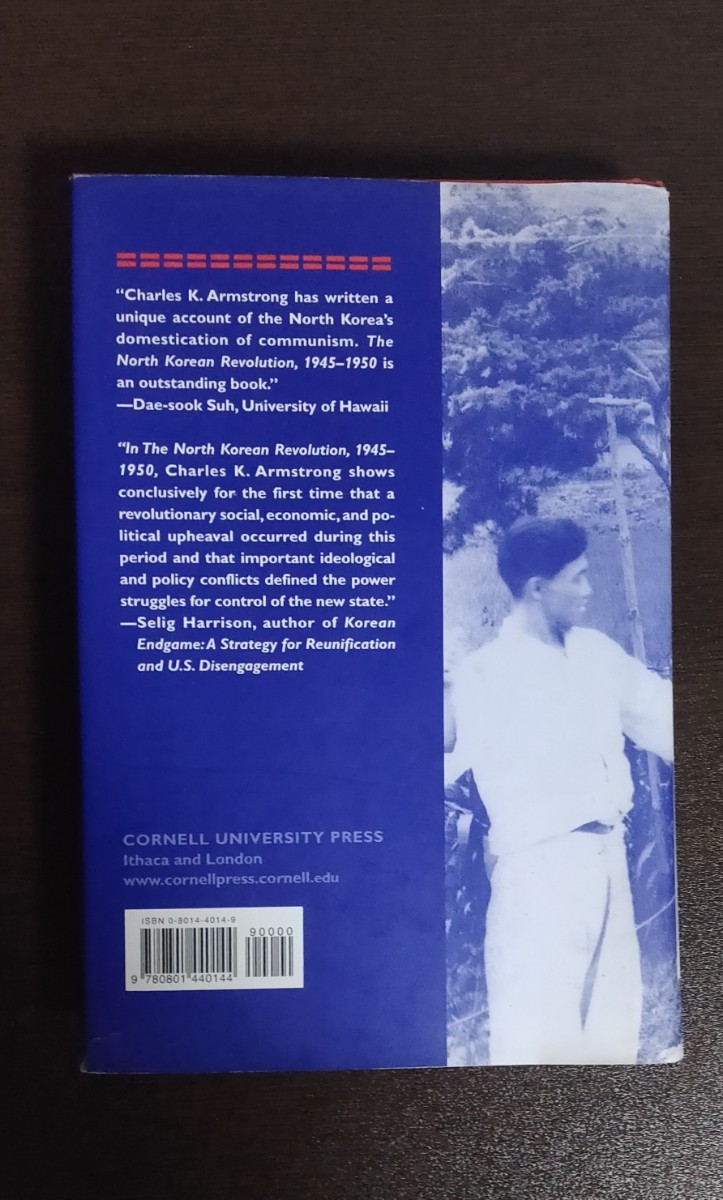 “Charles K. Armstrong has written a
unique account of the North Korea’s
domestication of communism. The
North Korean Revolution, 1945–1950 is
an outstanding book.”
—Dae-sook Suh, University of Hawaii
“In The North Korean Revolution, 1945–
1950, Charles K. Armstrong shows
conclusively for the first time that a
revolutionary social, economic, and po-
litical upheaval occurred during this
period and that important ideological
and policy conflicts defined the power
struggles for control of the new state.”
—Selig Harrison, author of Korean
Endgame: A Strategy for Reunification
and U.S. Disengagement
CORNELL UNIVERSITY PRESS
Ithaca and London
www.cornellpress.cornell.edu
ISBN 0-8014-4014-9
90000
9 780801 440144